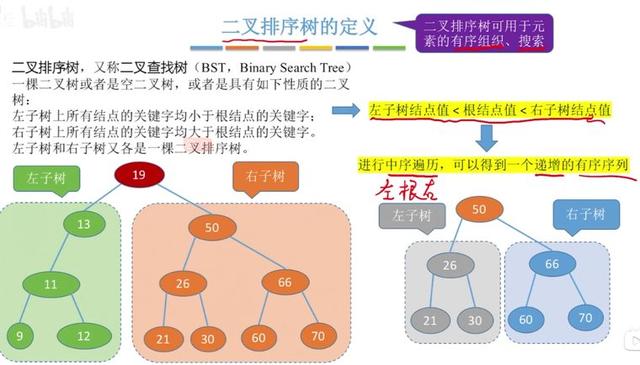 二叉排序树的定义
二叉排序树可用于元
素的有序组织、搜索
二叉排序树，又称二叉查找树（BST，Binary Search Tree）
一棵二叉树或者是空二叉树，或者是具有如下性质的二叉
树：
左子树上所有结点的关键字均小于根结点的关键字；
右子树上所有结点的关键字均大于根结点的关键字。
左子树和右子树又各是一棵二叉排序树。
左子树结点值 < 根结点值 < 右子树结点值
进行中序遍历，可以得到一个递增的有序序列
左根右
左子树
19
右子树
13
50
11
26
66
9
12
21
30
60
70
左子树
50
右子树
26
66
21
30
60
70